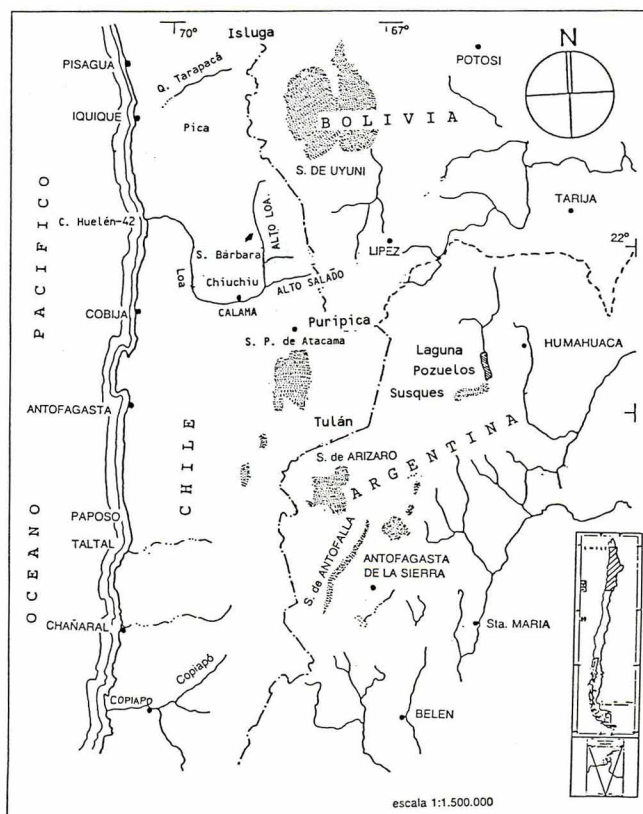 70°
67°
N
Isluga
PISAGUA
Q. Tarapacá
POTOSI
IQUIQUE
Pica
BOLIVIA
S. DE UYUNI
TARIJA
C. Huelén-42
ALTO LOA
S. Bárbara
LIPEZ
22°
Loa
Chiuchiu
ALTO SALADO
CALAMA
PACIFICO
COBIJA
Puripica
S. P. de Atacama
HUMAHUACA
Laguna
Pozuelos
Susques
ANTOFAGASTA
Tulán
CHILE
S. de ARIZARO
ARGENTINA
PAPOSO
TALTAL
OCEANO
S. de ANTOFALLA
ANTOFAGASTA
DE LA SIERRA
CHAÑARAL
Sta. MARIA
Copiapó
COPIAPO
BELEN
escala 1:1.500.000